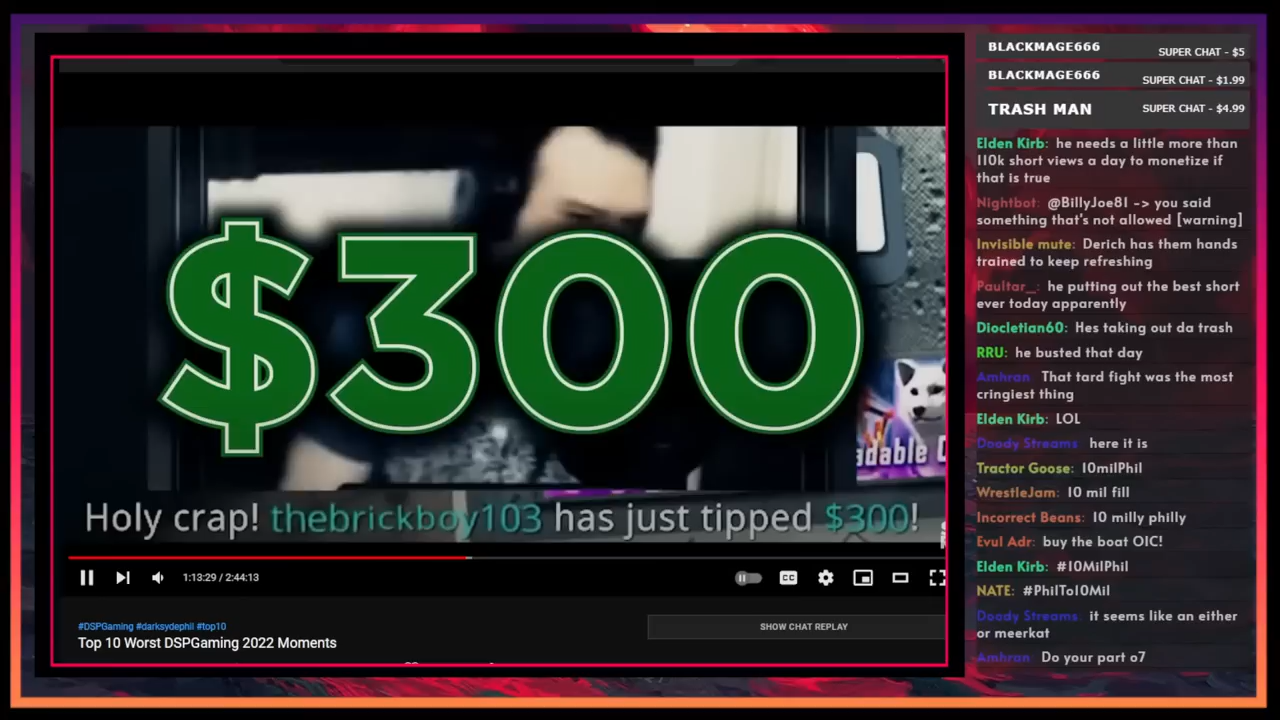 $300
adable C
Holy crap! thebrickboy103 has just tipped $300!
1:13:29 / 2:44:13
CC
#DSPGaming #darksydephil #top10
Top 10 Worst DSPGaming 2022 Moments
SHOW CHAT REPLAY
BLACKMAGE666 SUPER CHAT - $5
BLACKMAGE666 SUPER CHAT - $1.99
TRASH MAN SUPER CHAT - $4.99
Elden Kirb: he needs a little more than
110k short views a day to monetize if
that is true
Nightbot: @BillyJoe81 -> you said
something that's not allowed [warning]
Invisible mute: Derich has them hands
trained to keep refreshing
Paultar_: he putting out the best short
ever today apparently
Diocletian60: Hes taking out da trash
RRU: he busted that day
Amhran That tard fight was the most
cringiest thing
Elden Kirb: LOL
Doody Streams here it is
Tractor Goose: 10milPhil
WrestleJam: 10 mil fill
Incorrect Beans: 10 milly philly
Evul Adr: buy the boat OIC!
Elden Kirb: #10MilPhil
NATE: #PhilTo10Mil
Doody Streams it seems like an either
or meerkat
Amhran Do your part o7